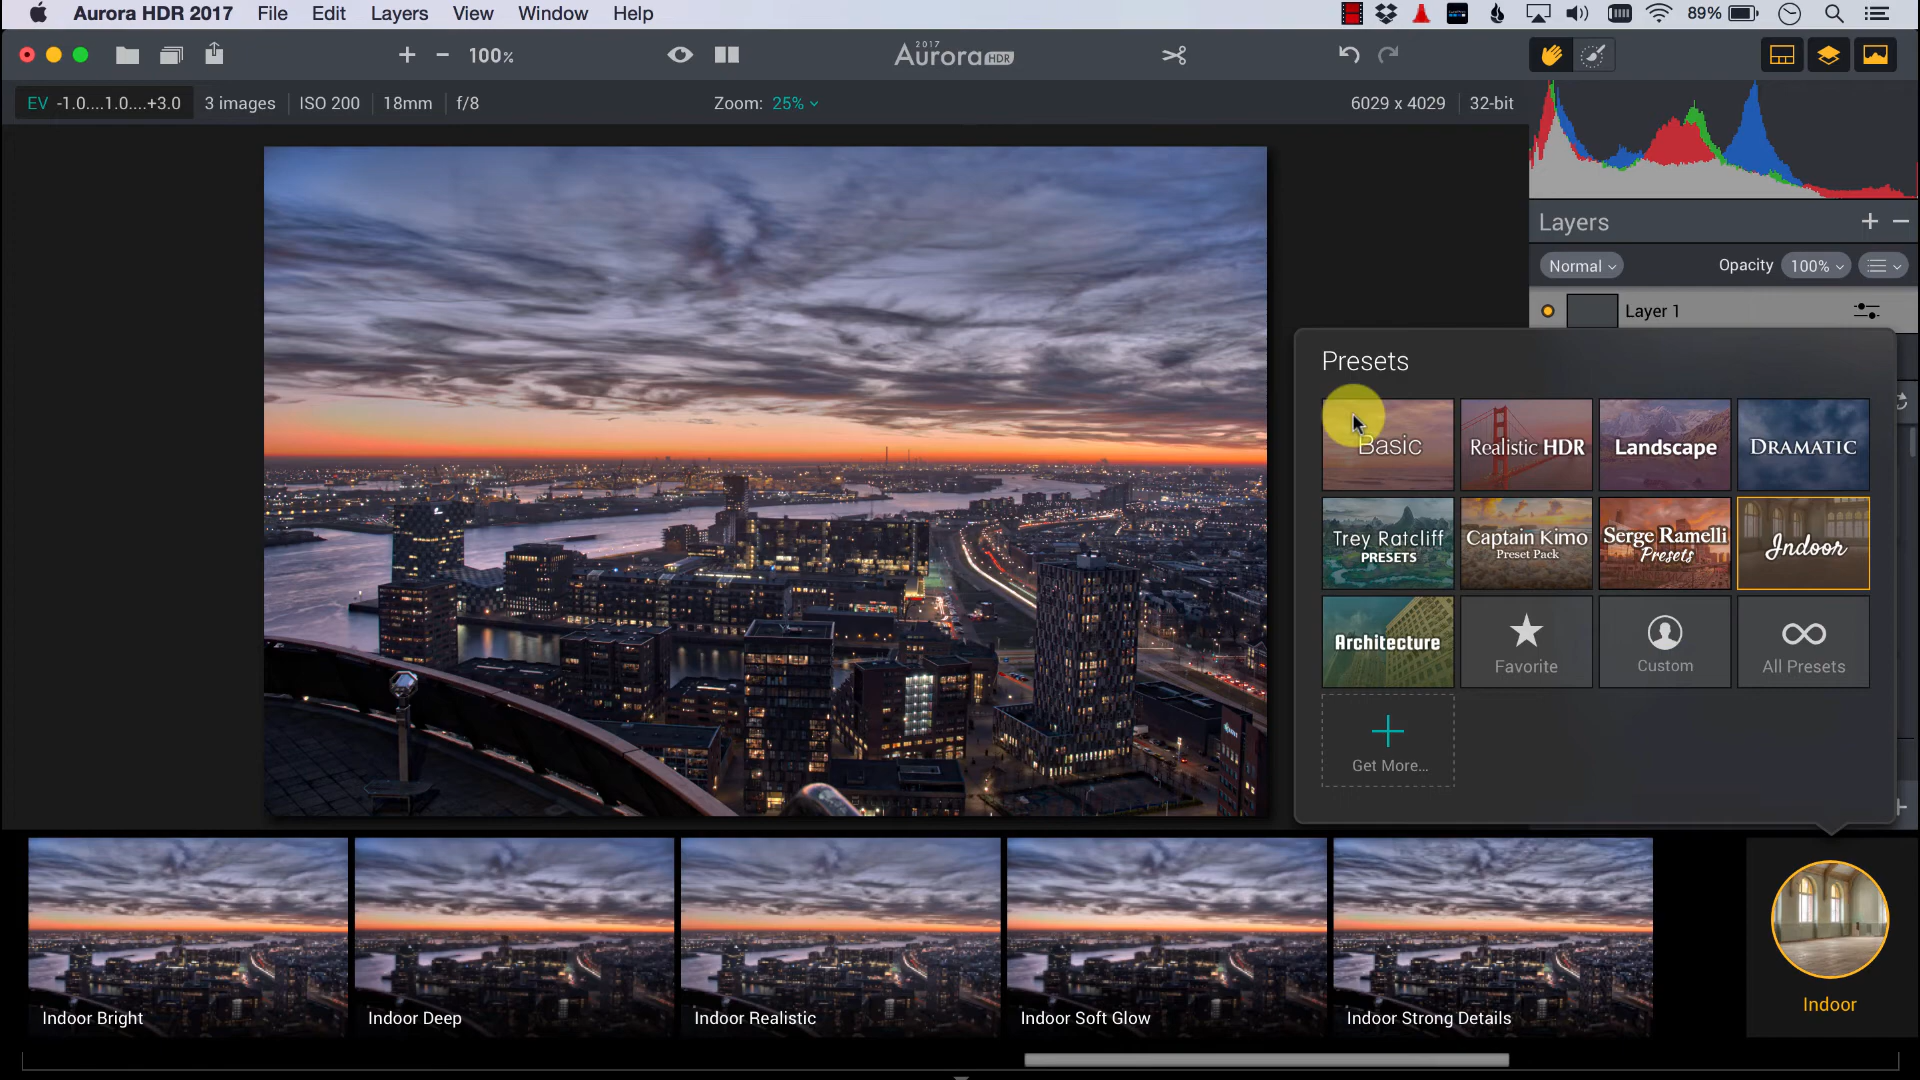 Aurora HDR 2017 File Edit Layers View Window Help 89%
100% 2017 Aurora HDR
EV -1.0....1.0....+3.0 3 images ISO 200 18mm f/8 Zoom: 25% 6029 x 4029 32-bit
Layers
Normal Opacity 100%
Layer 1
Presets
Basic Realistic HDR Landscape DRAMATIC
Trey Ratcliff PRESETS Captain Kimo Preset Pack Serge Ramelli Presets Indoor
Architecture Favorite Custom All Presets
Get More...
Indoor Bright Indoor Deep Indoor Realistic Indoor Soft Glow Indoor Strong Details Indoor